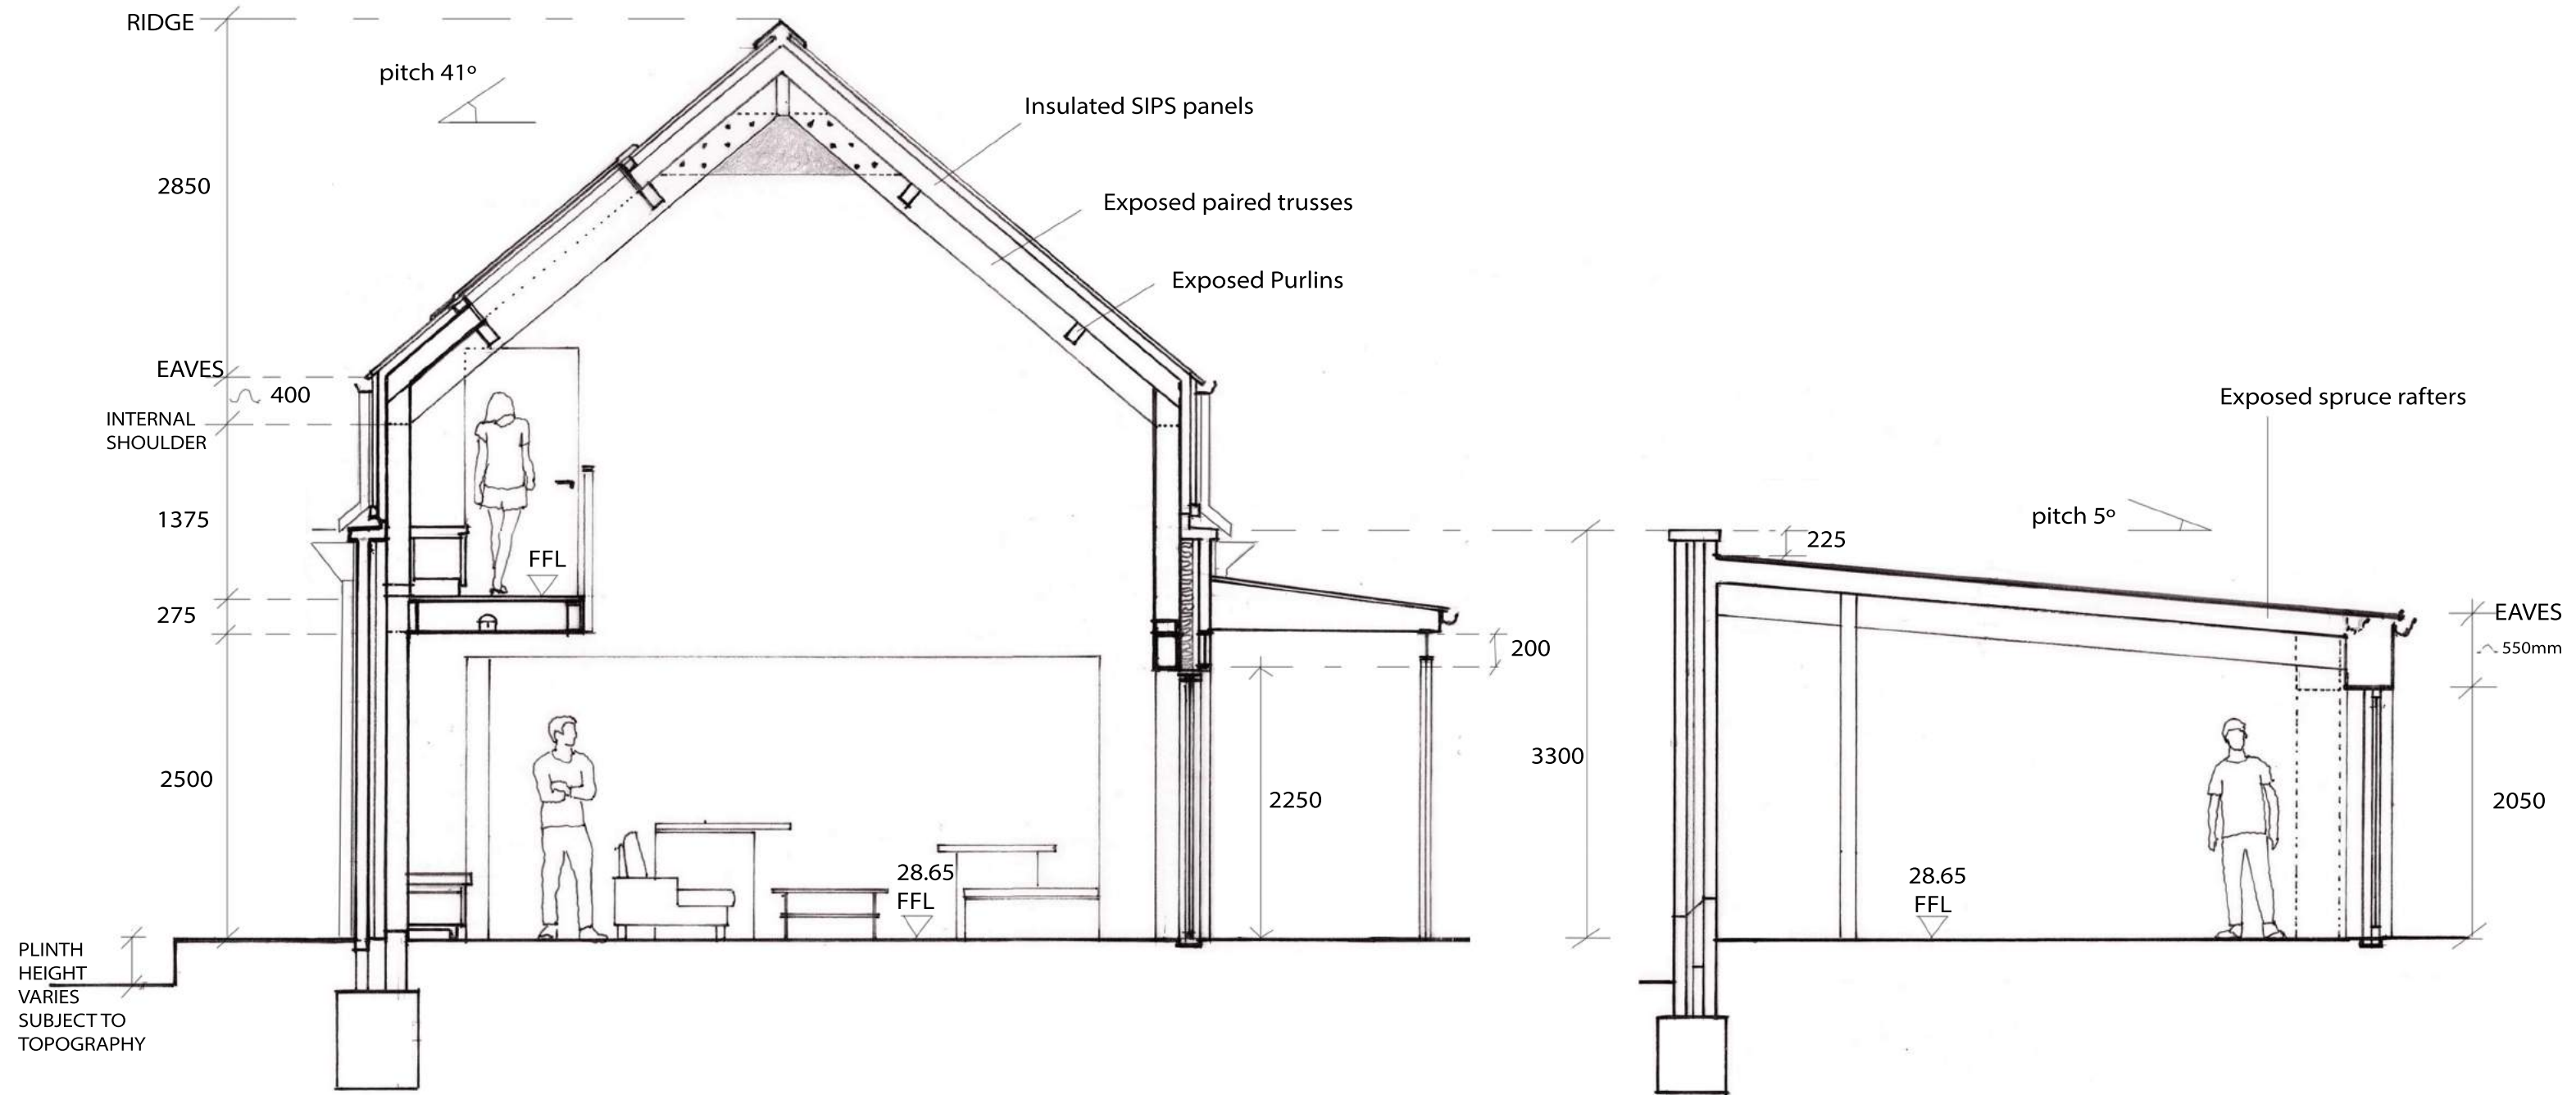 RIDGE
pitch 41º
Insulated SIPS panels
2850
Exposed paired trusses
Exposed Purlins
EAVES
400
INTERNAL
SHOULDER
1375
FFL
275
2500
200
2250
28.65
FFL
PLINTH
HEIGHT
VARIES
SUBJECT TO
TOPOGRAPHY
3300
Exposed spruce rafters
pitch 5º
225
EAVES
550mm
2050
28.65
FFL